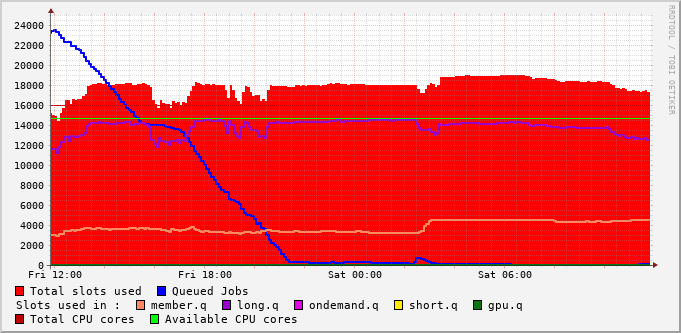 24000
22000
20000
18000
16000
14000
12000
10000
8000
6000
4000
2000
0
Fri 12:00 Fri 18:00 Sat 00:00 Sat 06:00
RRDTOOL / TOBI OETIKER
Total slots used Queued Jobs
Slots used in : member.q long.q ondemand.q short.q gpu.q
Total CPU cores Available CPU cores